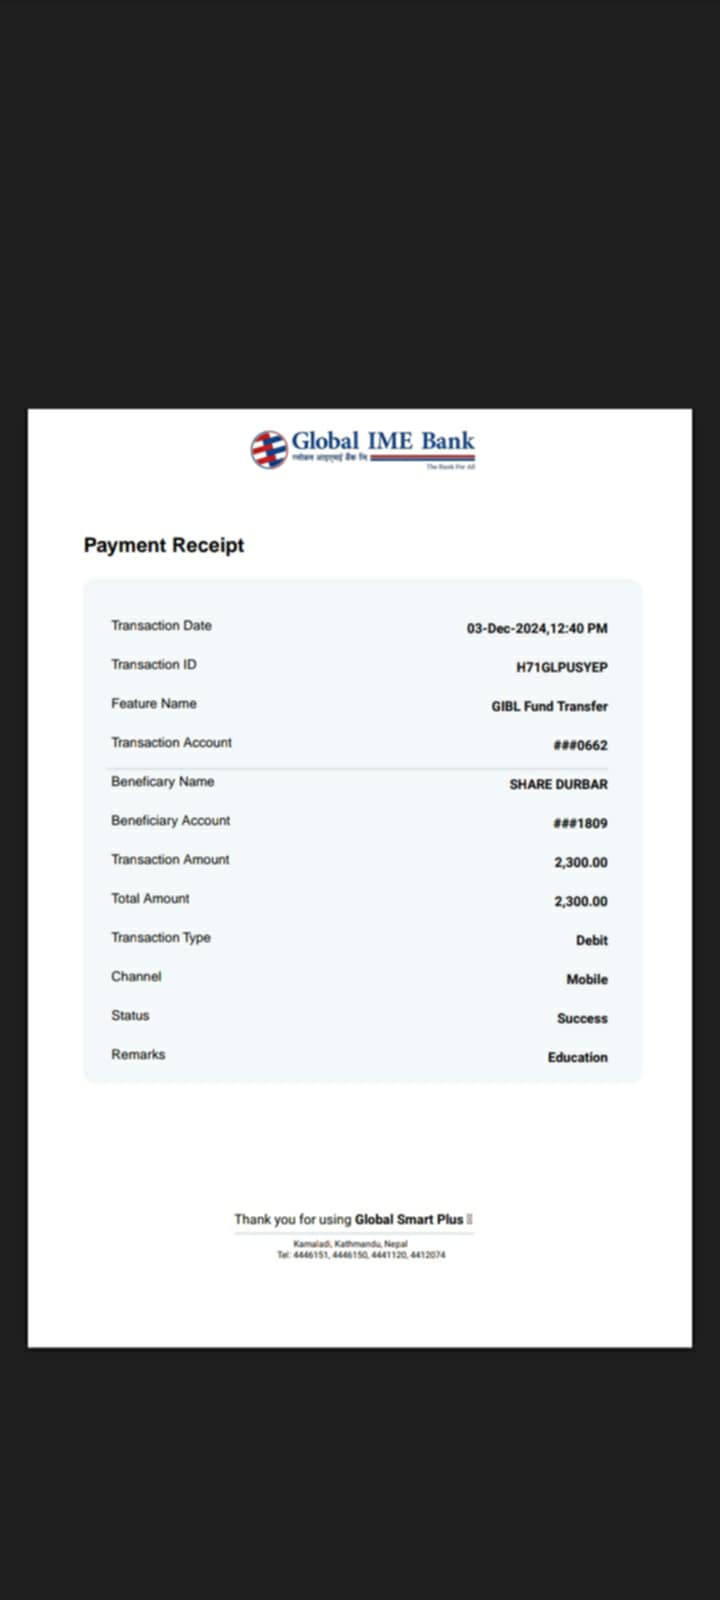 Global IME Bank
ग्लोबल आइएमई बैंक लि.
The Bank For All
Payment Receipt
Transaction Date 03-Dec-2024,12:40 PM
Transaction ID H71GLPUSYEP
Feature Name GIBL Fund Transfer
Transaction Account ###0662
Beneficary Name SHARE DURBAR
Beneficiary Account ###1809
Transaction Amount 2,300.00
Total Amount 2,300.00
Transaction Type Debit
Channel Mobile
Status Success
Remarks Education
Thank you for using Global Smart Plus
Kamaladi, Kathmandu, Nepal
Tel: 4446151, 4446150, 4441120, 4412074